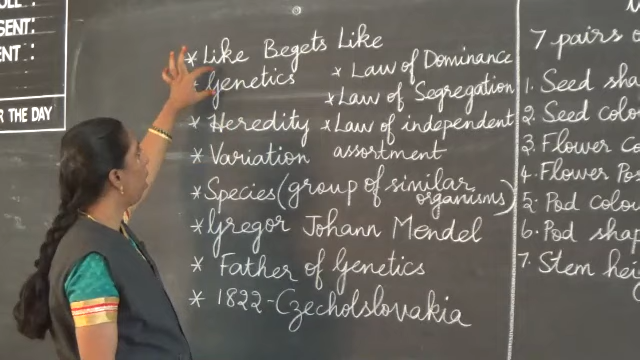 SENT:
ENT :
R THE DAY
* Like Begets Like
* Genetics
* Heredity
* Variation
* Species (group of similar organisms)
* Gregor Johann Mendel
* Father of Genetics
* 1822-Czecholslovakia
* Law of Dominance
* Law of Segregation
* Law of independent
assortment
7 pairs o
1. Seed sha
2. Seed colo
3. Flower Co
4. Flower Pos
5. Pod colou
6. Pod shap
7. Stem heig